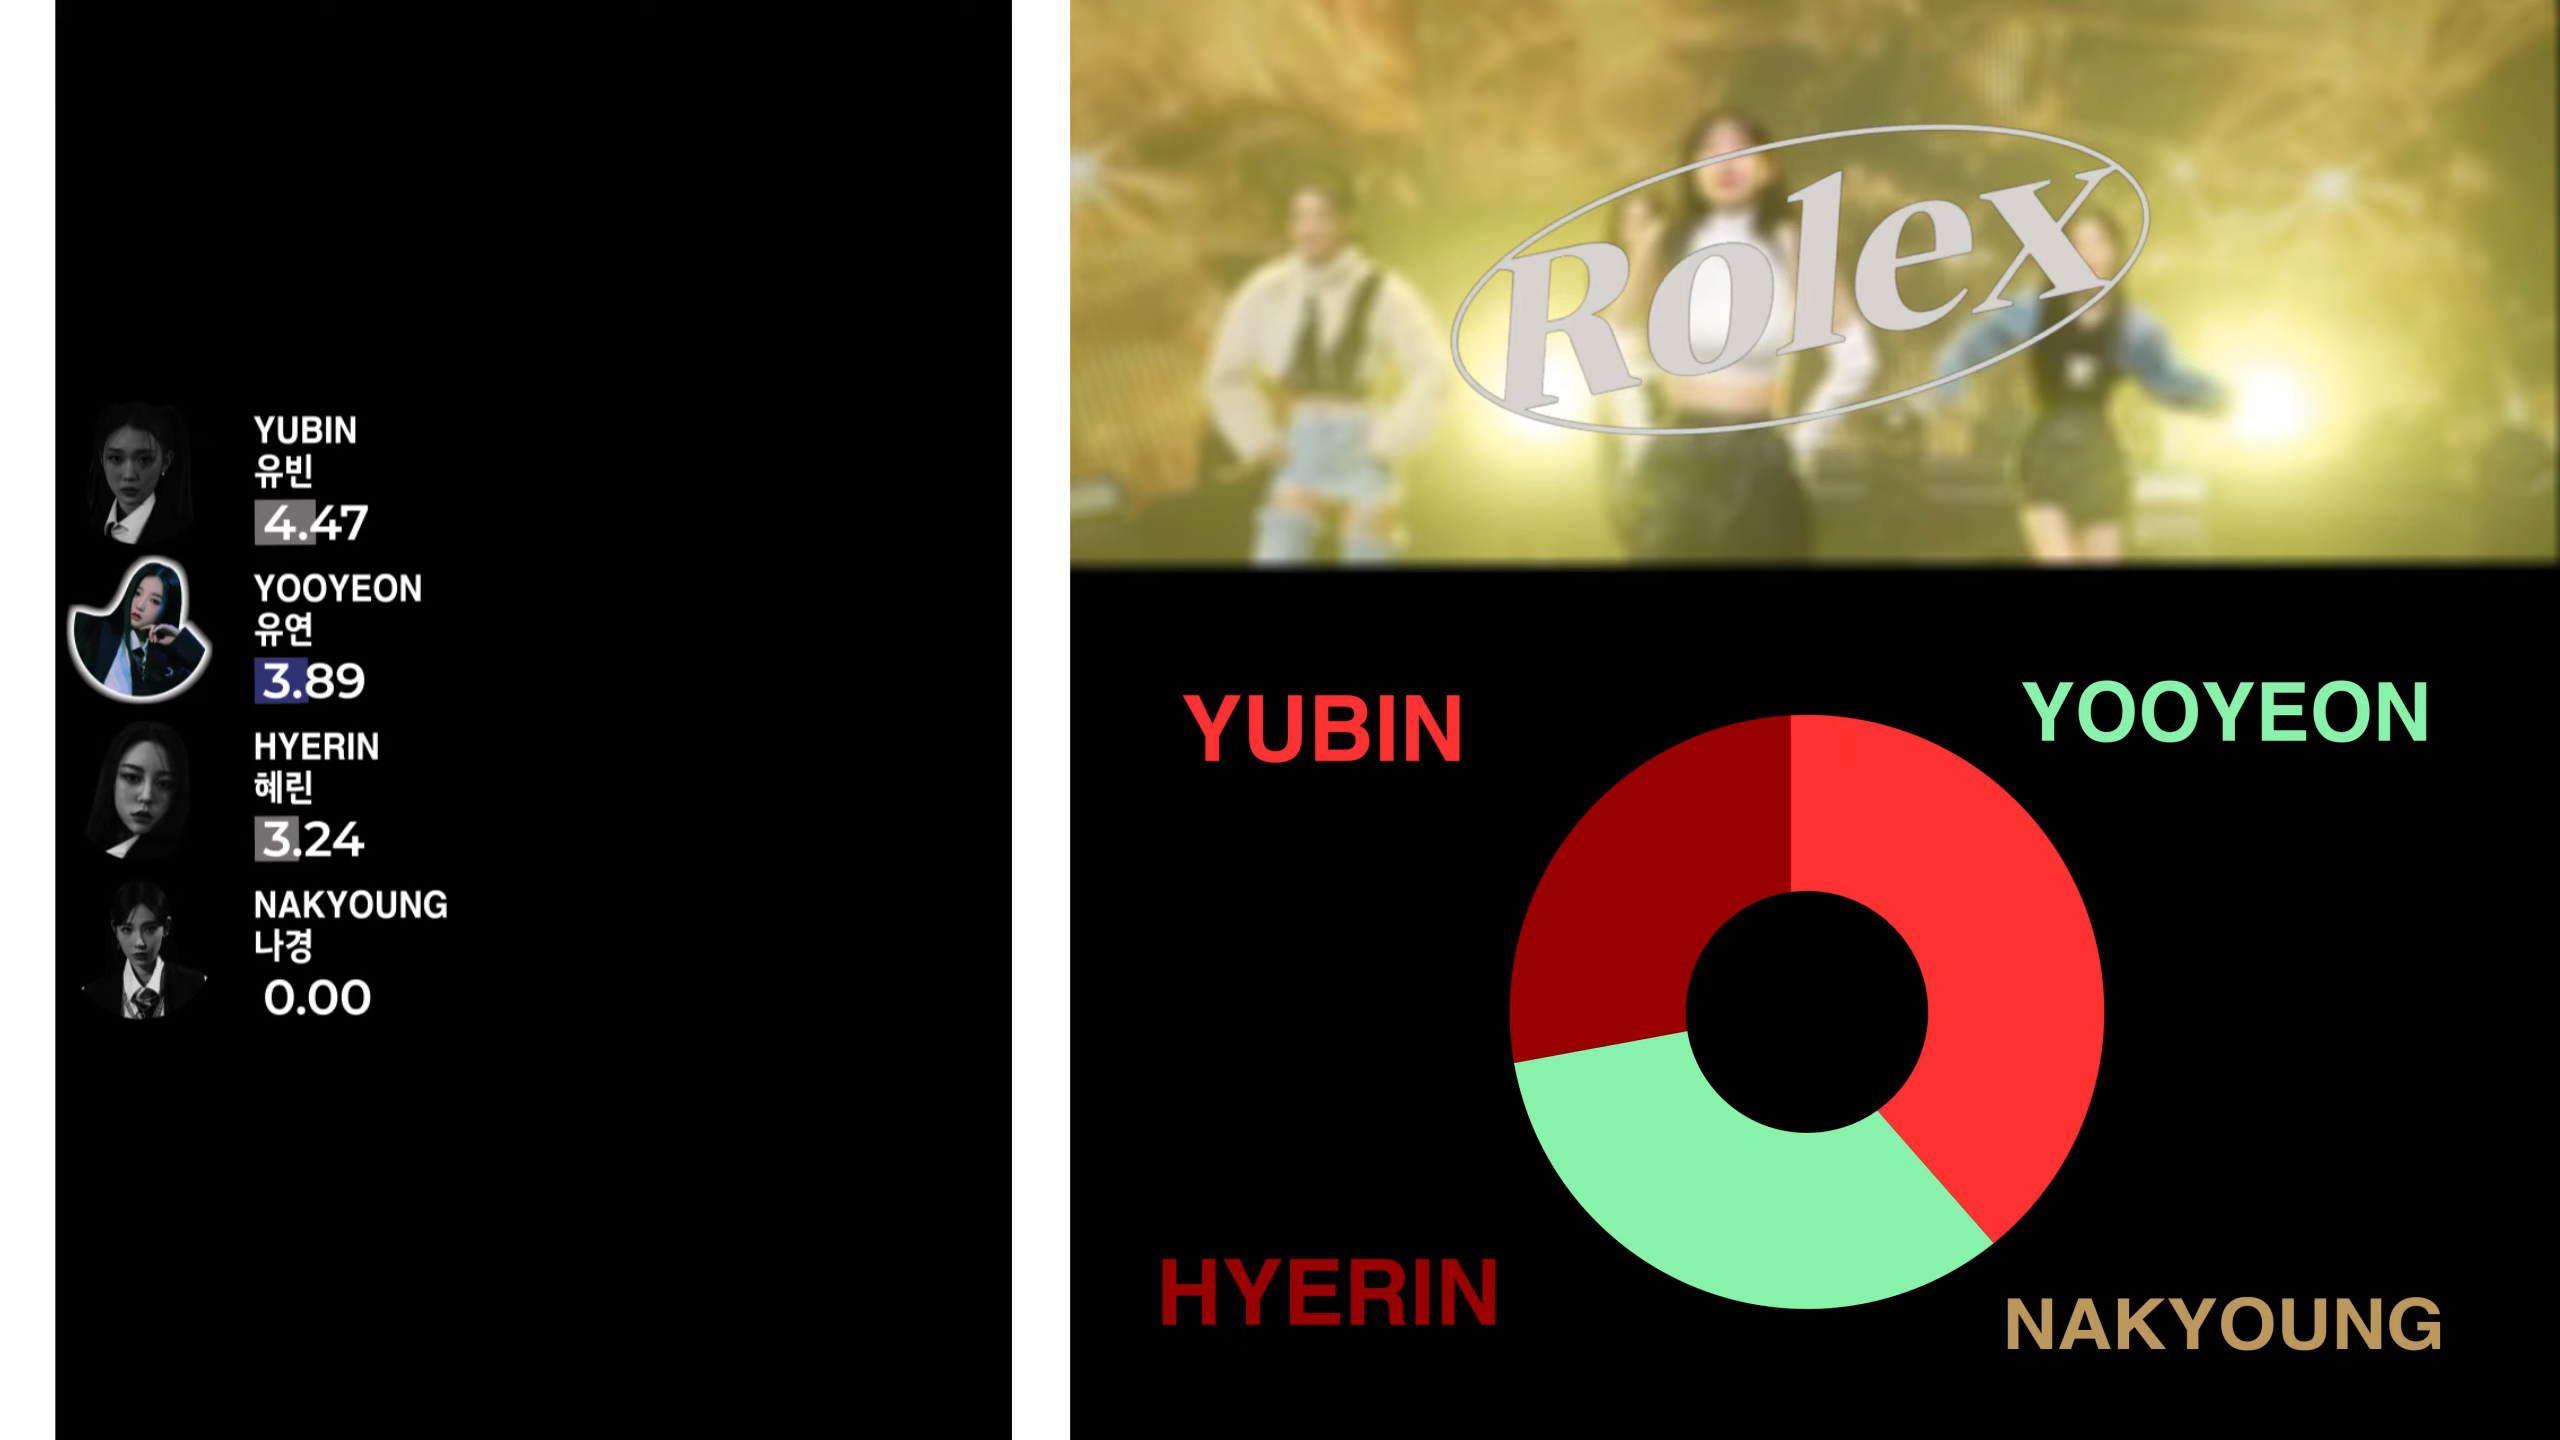 YUBIN
유빈
4.47
YOOYEON
유연
3.89
HYERIN
혜린
3.24
NAKYOUNG
나경
0.00
Rolex
YUBIN
YOOYEON
HYERIN
NAKYOUNG